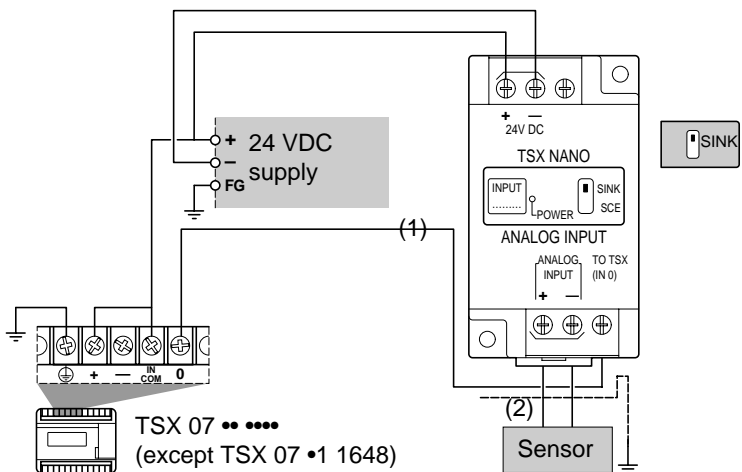 + 24 VDC
− supply
FG
+ −
24V DC
TSX NANO
INPUT
.........
POWER
SINK
SCE
ANALOG INPUT
ANALOG INPUT
TO TSX (IN 0)
+ —
SINK
(1)
+ — IN COM 0
(2)
Sensor
TSX 07 •• ••••
(except TSX 07 •1 1648)